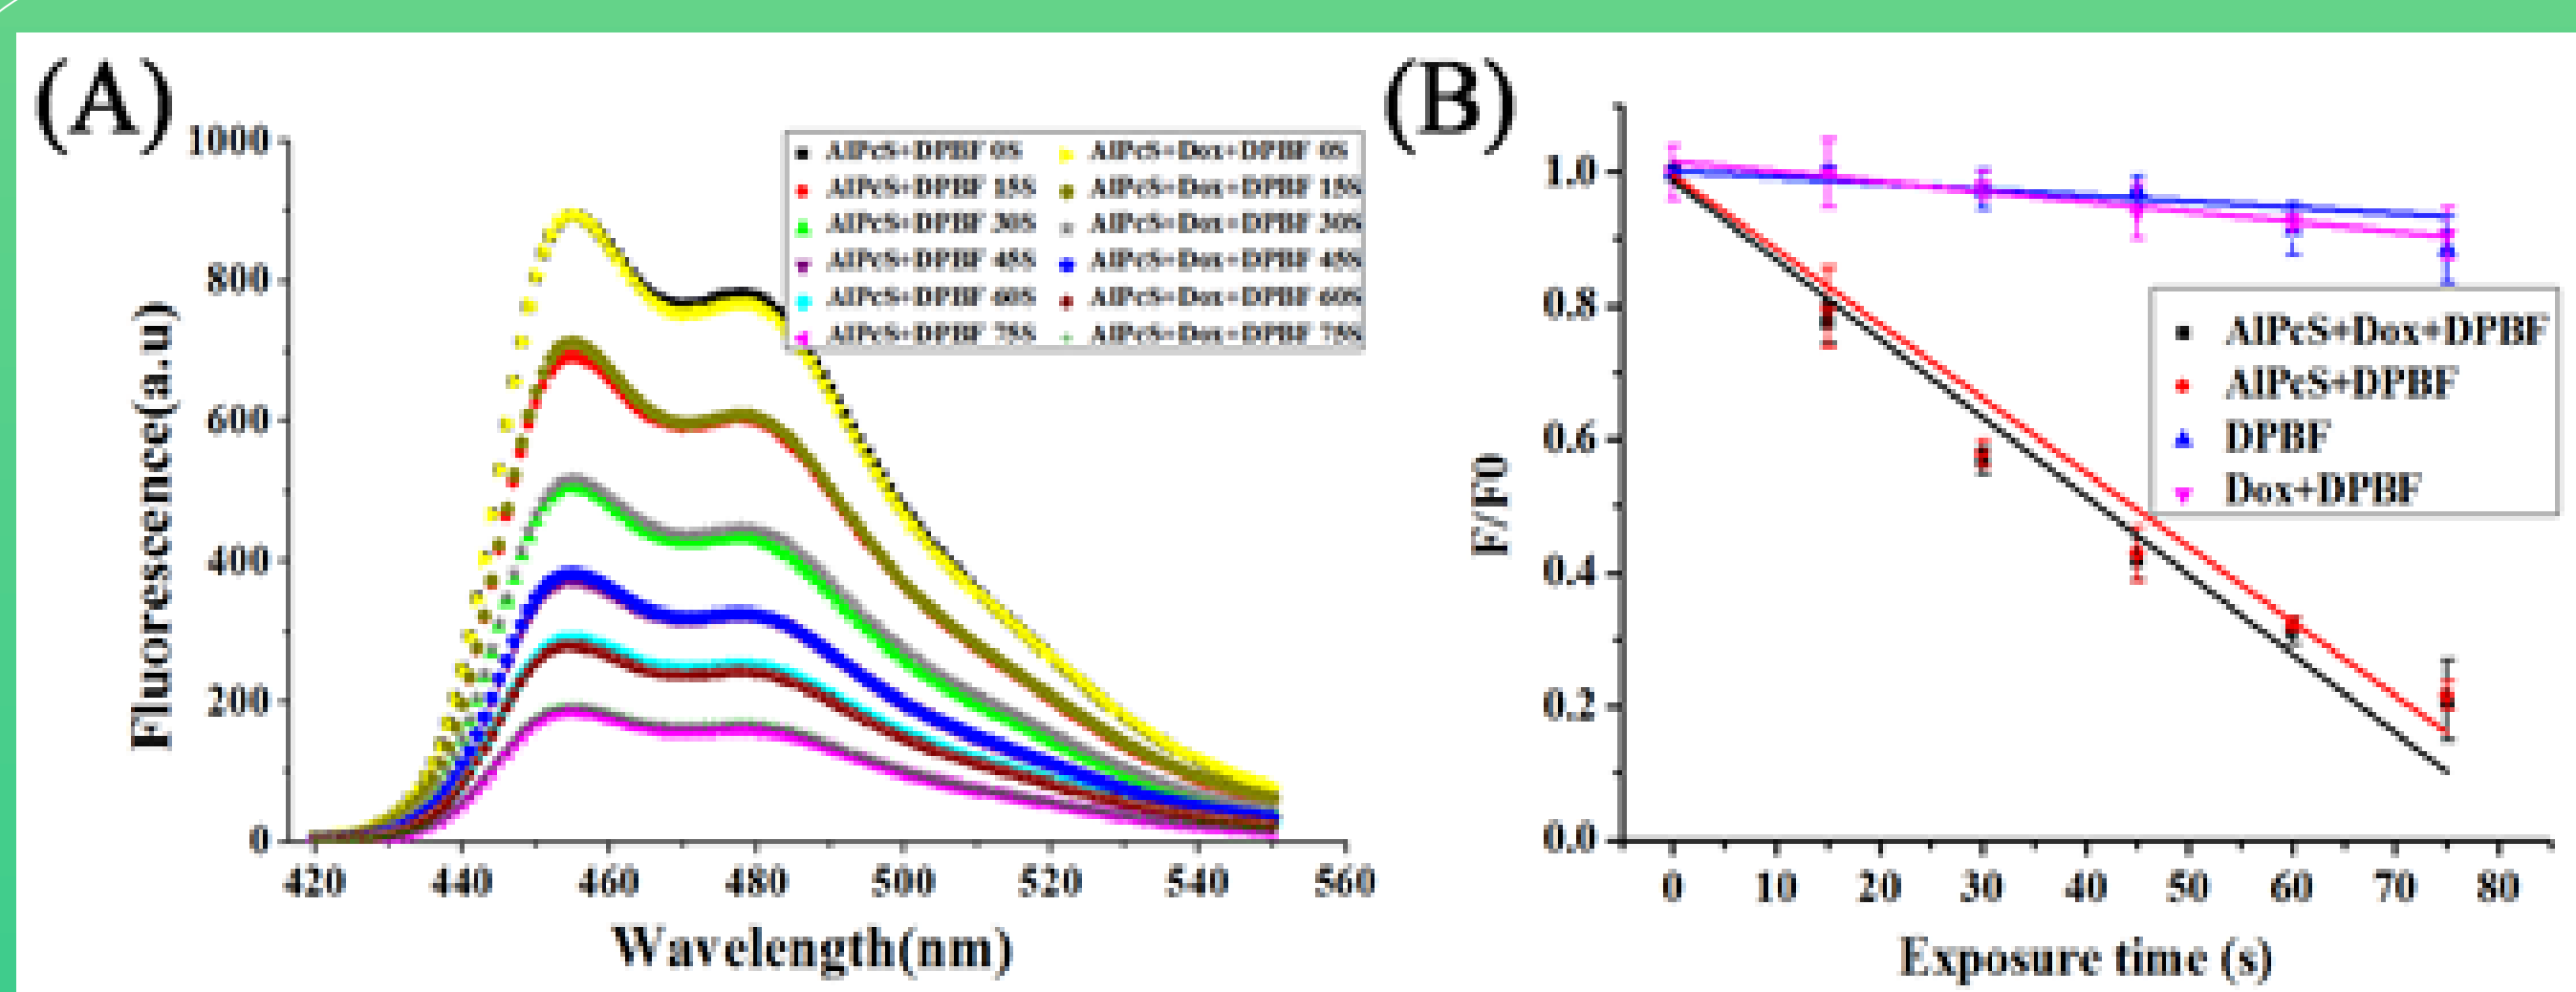 (A)
1000
800
600
400
200
0
420 440 460 480 500 520 540 560
Fluorescence(a.u)
Wavelength(nm)
AlPcS+DPBF 0S AlPcS+Dox+DPBF 0S
AlPcS+DPBF 15S AlPcS+Dox+DPBF 15S
AlPcS+DPBF 30S AlPcS+Dox+DPBF 30S
AlPcS+DPBF 45S AlPcS+Dox+DPBF 45S
AlPcS+DPBF 60S AlPcS+Dox+DPBF 60S
AlPcS+DPBF 75S AlPcS+Dox+DPBF 75S
(B)
1.0
0.8
0.6
0.4
0.2
0.0
0 10 20 30 40 50 60 70 80
F/F0
Exposure time (s)
AlPcS+Dox+DPBF
AlPcS+DPBF
DPBF
Dox+DPBF